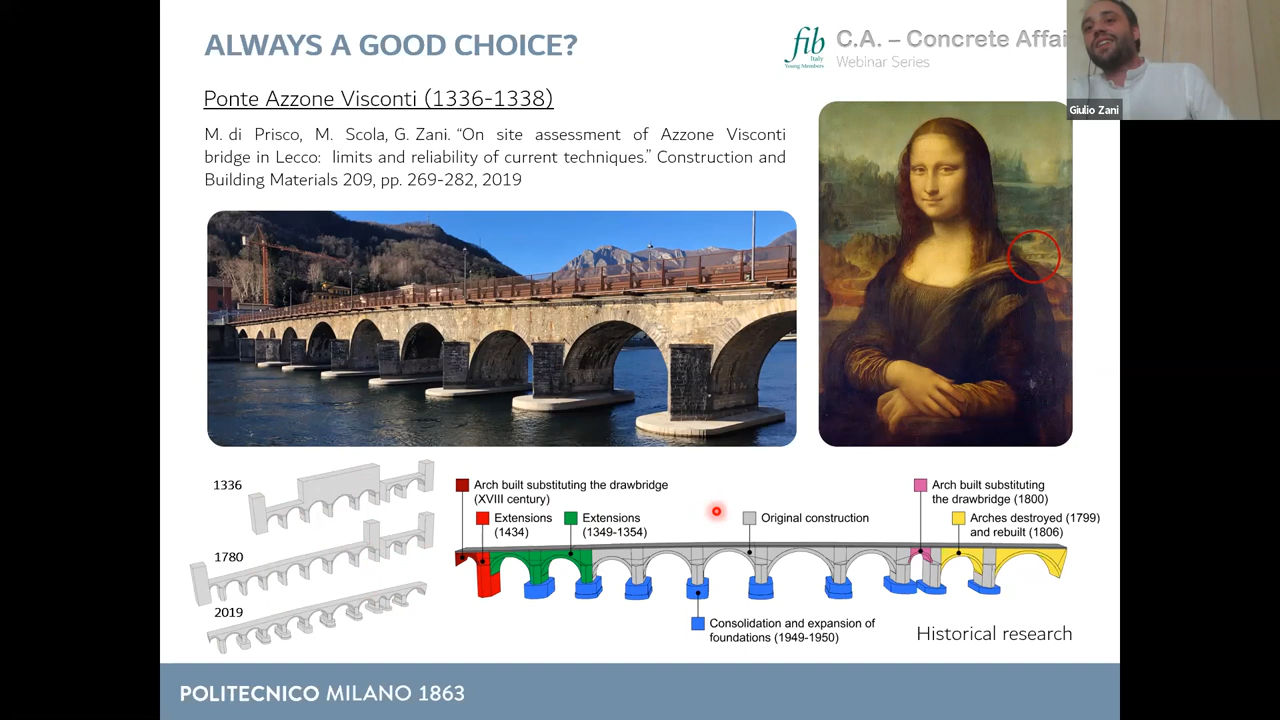 ALWAYS A GOOD CHOICE?
fib
Italy
Young Members
C.A. – Concrete Affai
Webinar Series
Giulio Zani
Ponte Azzone Visconti (1336-1338)
M. di Prisco, M. Scola, G. Zani. “On site assessment of Azzone Visconti
bridge in Lecco: limits and reliability of current techniques.” Construction and
Building Materials 209, pp. 269-282, 2019
1336
1780
2019
Arch built substituting the drawbridge
(XVIII century)
Extensions
(1434)
Extensions
(1349-1354)
Original construction
Arch built substituting
the drawbridge (1800)
Arches destroyed (1799)
and rebuilt (1806)
Consolidation and expansion of
foundations (1949-1950)
Historical research
POLITECNICO MILANO 1863